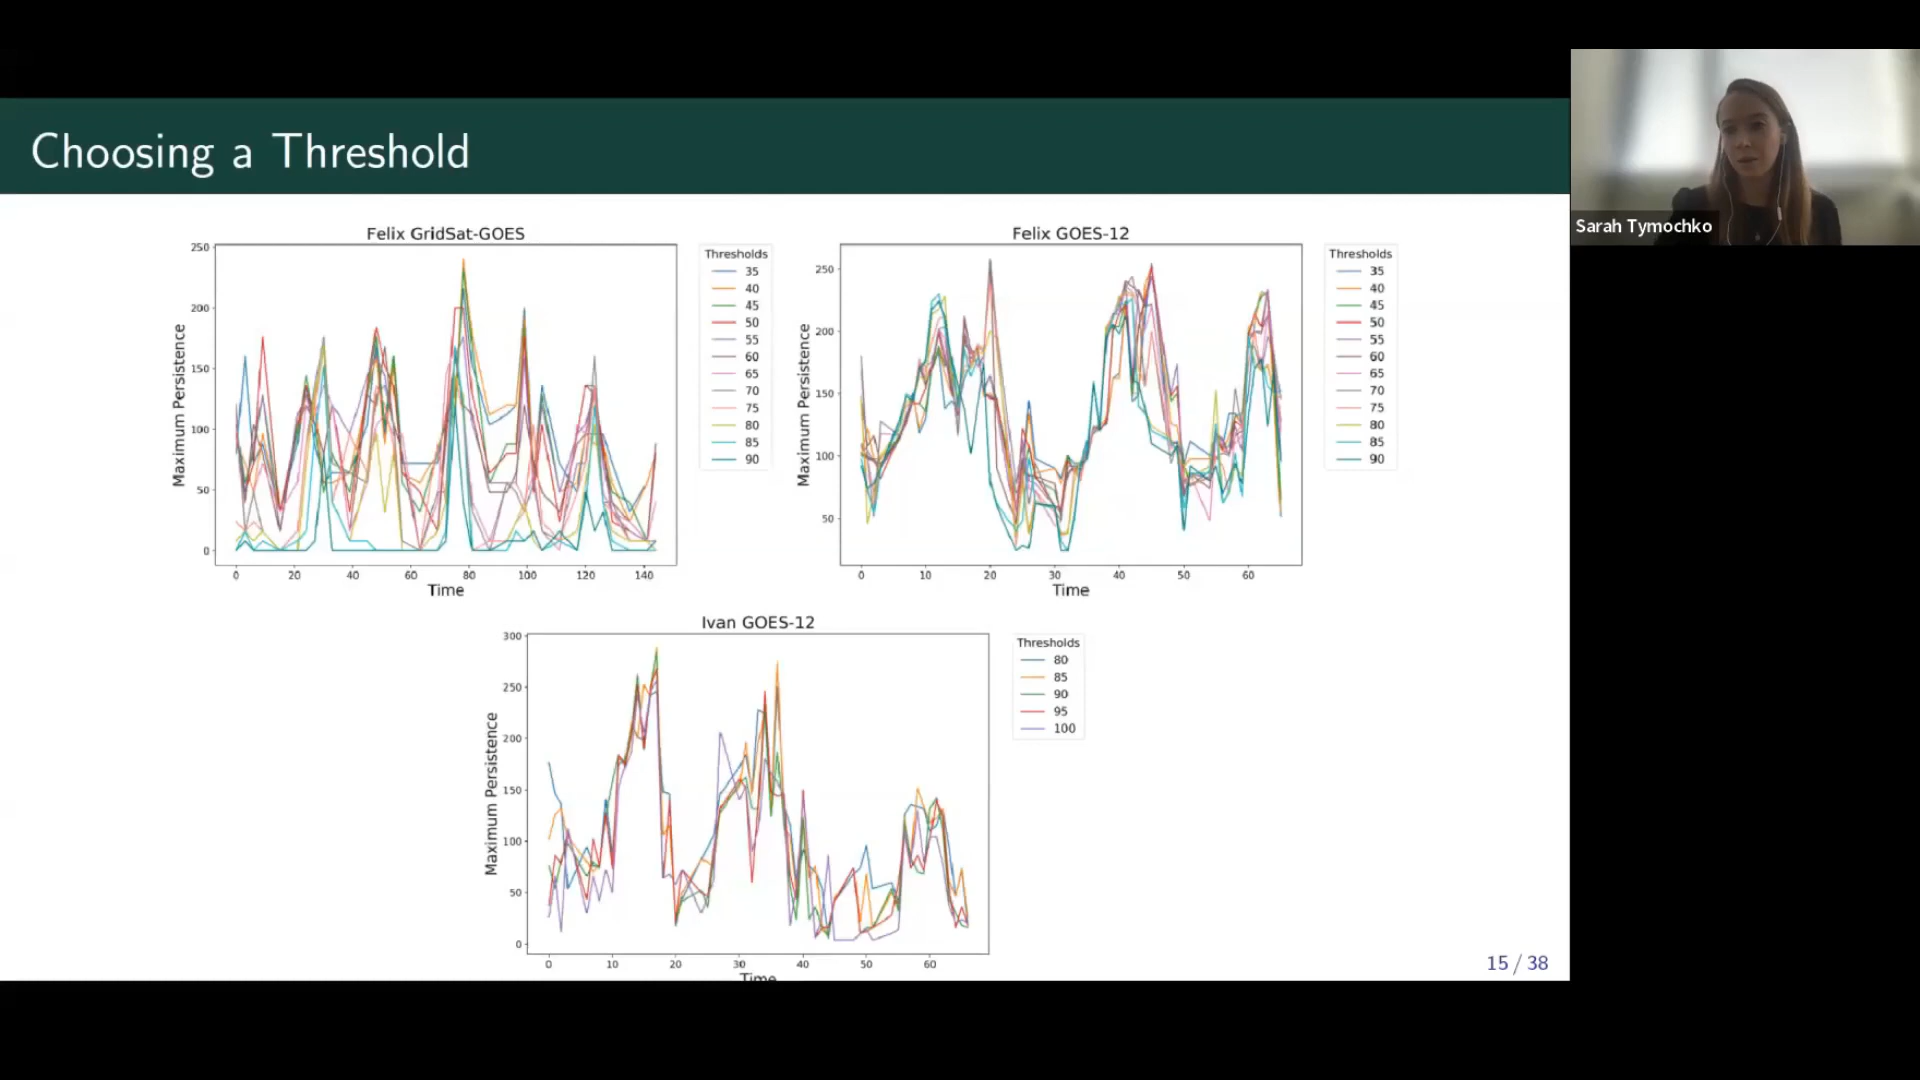 Choosing a Threshold
Sarah Tymochko
Felix GridSat-GOES
Maximum Persistence
250
200
150
100
50
0
0 20 40 60 80 100 120 140
Time
Thresholds
35
40
45
50
55
60
65
70
75
80
85
90
Felix GOES-12
Maximum Persistence
250
200
150
100
50
0 10 20 30 40 50 60
Time
Thresholds
35
40
45
50
55
60
65
70
75
80
85
90
Ivan GOES-12
Maximum Persistence
300
250
200
150
100
50
0
0 10 20 30 40 50 60
Time
Thresholds
80
85
90
95
100
15 / 38